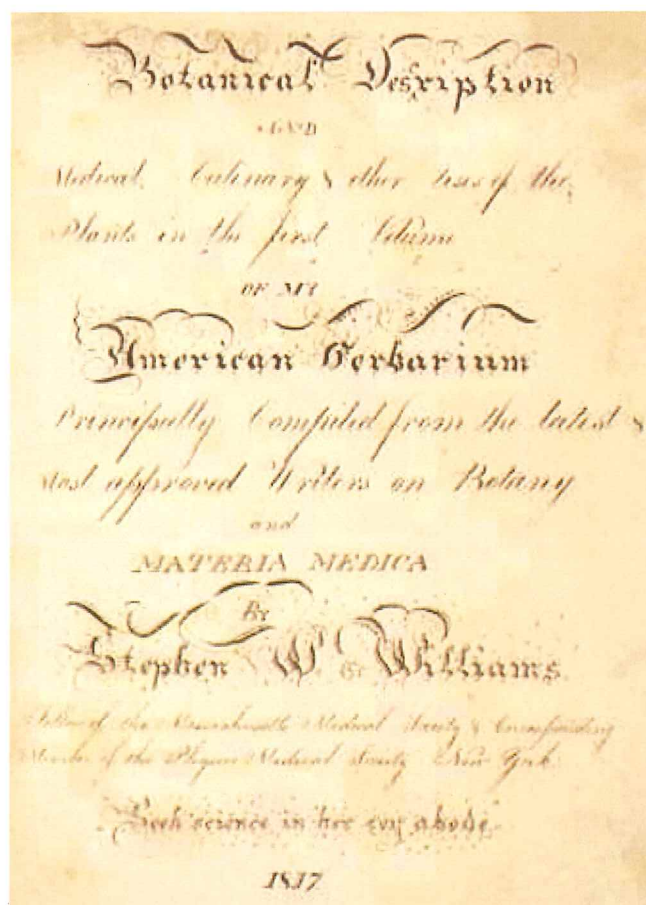 Botanical Description
AND
Medical, Culinary & other Uses of the
Plants in the first Volume
OF MY
American Herbarium
Principally Compiled from the latest &
Most approved Writers on Botany
and
MATERIA MEDICA
By
Stephen W. Williams
Fellow of the Massachusetts Medical Society & Corresponding
Member of the Medical Society New York
Seek science in her abode
1817